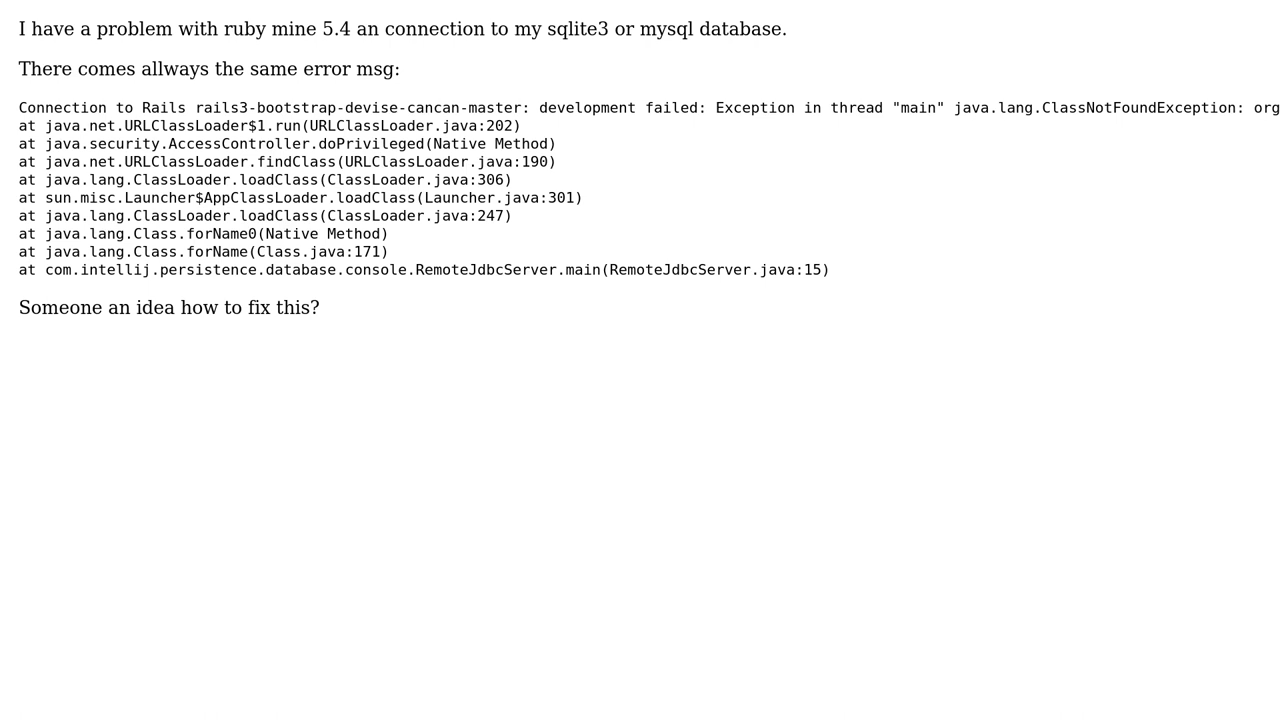 I have a problem with ruby mine 5.4 an connection to my sqlite3 or mysql database.
There comes allways the same error msg:
Connection to Rails rails3-bootstrap-devise-cancan-master: development failed: Exception in thread "main" java.lang.ClassNotFoundException: org
at java.net.URLClassLoader$1.run(URLClassLoader.java:202)
at java.security.AccessController.doPrivileged(Native Method)
at java.net.URLClassLoader.findClass(URLClassLoader.java:190)
at java.lang.ClassLoader.loadClass(ClassLoader.java:306)
at sun.misc.Launcher$AppClassLoader.loadClass(Launcher.java:301)
at java.lang.ClassLoader.loadClass(ClassLoader.java:247)
at java.lang.Class.forName0(Native Method)
at java.lang.Class.forName(Class.java:171)
at com.intellij.persistence.database.console.RemoteJdbcServer.main(RemoteJdbcServer.java:15)
Someone an idea how to fix this?